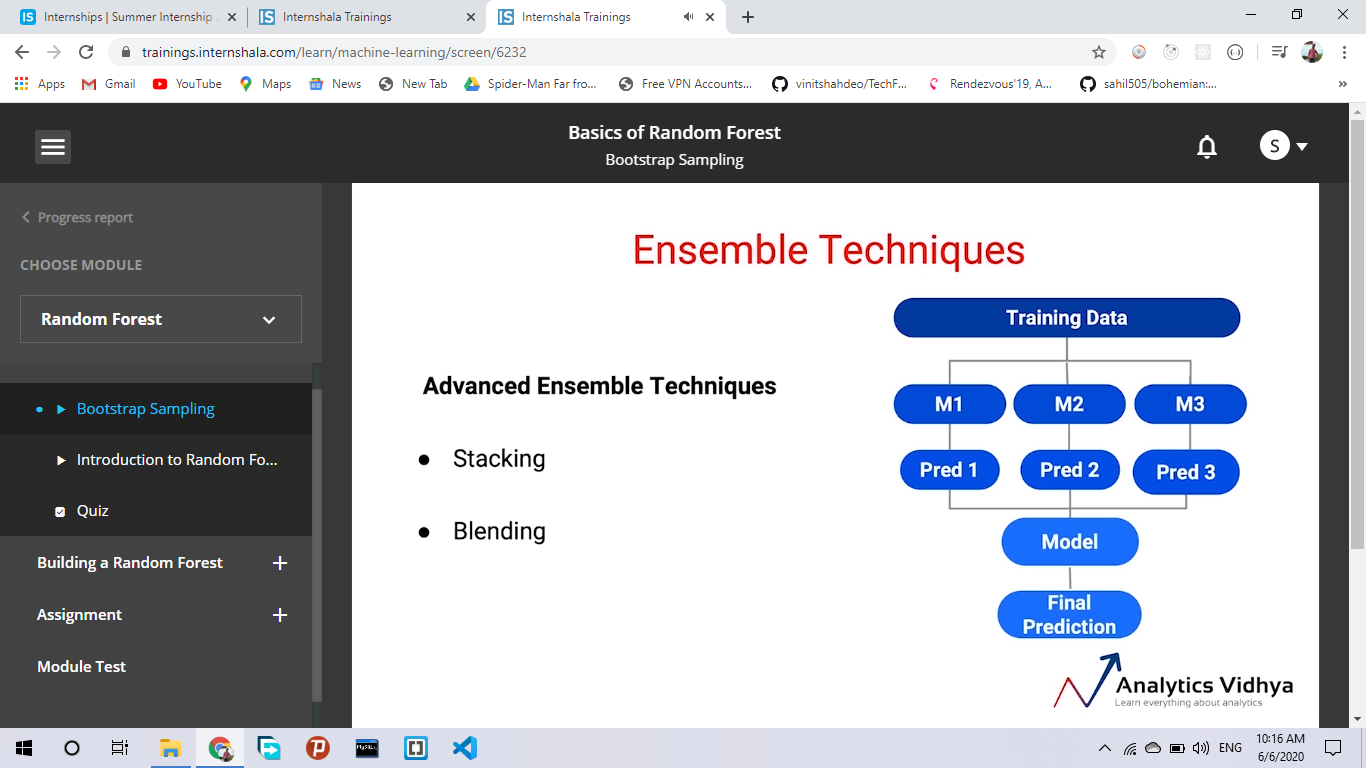 Internships | Summer Internship
Internshala Trainings
Internshala Trainings
trainings.internshala.com/learn/machine-learning/screen/6232
Apps
Gmail
YouTube
Maps
News
New Tab
Spider-Man Far fro...
Free VPN Accounts...
vinitshahdeo/TechF...
Rendezvous'19, A...
sahil505/bohemian:...
Basics of Random Forest
Bootstrap Sampling
S
Progress report
CHOOSE MODULE
Random Forest
Bootstrap Sampling
Introduction to Random Fo...
Quiz
Building a Random Forest
Assignment
Module Test
Ensemble Techniques
Advanced Ensemble Techniques
Stacking
Blending
Training Data
M1
M2
M3
Pred 1
Pred 2
Pred 3
Model
Final
Prediction
Analytics Vidhya
Learn everything about analytics
ENG
10:16 AM
6/6/2020